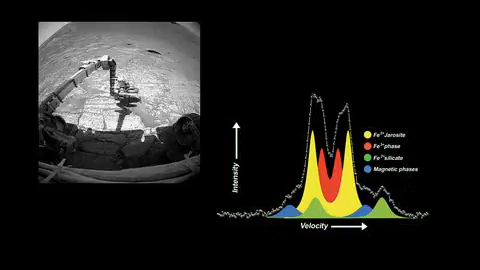 Fe³⁺Jarosite
Fe³⁺phase
Fe²⁺silicate
Magnetic phases
Intensity
Velocity